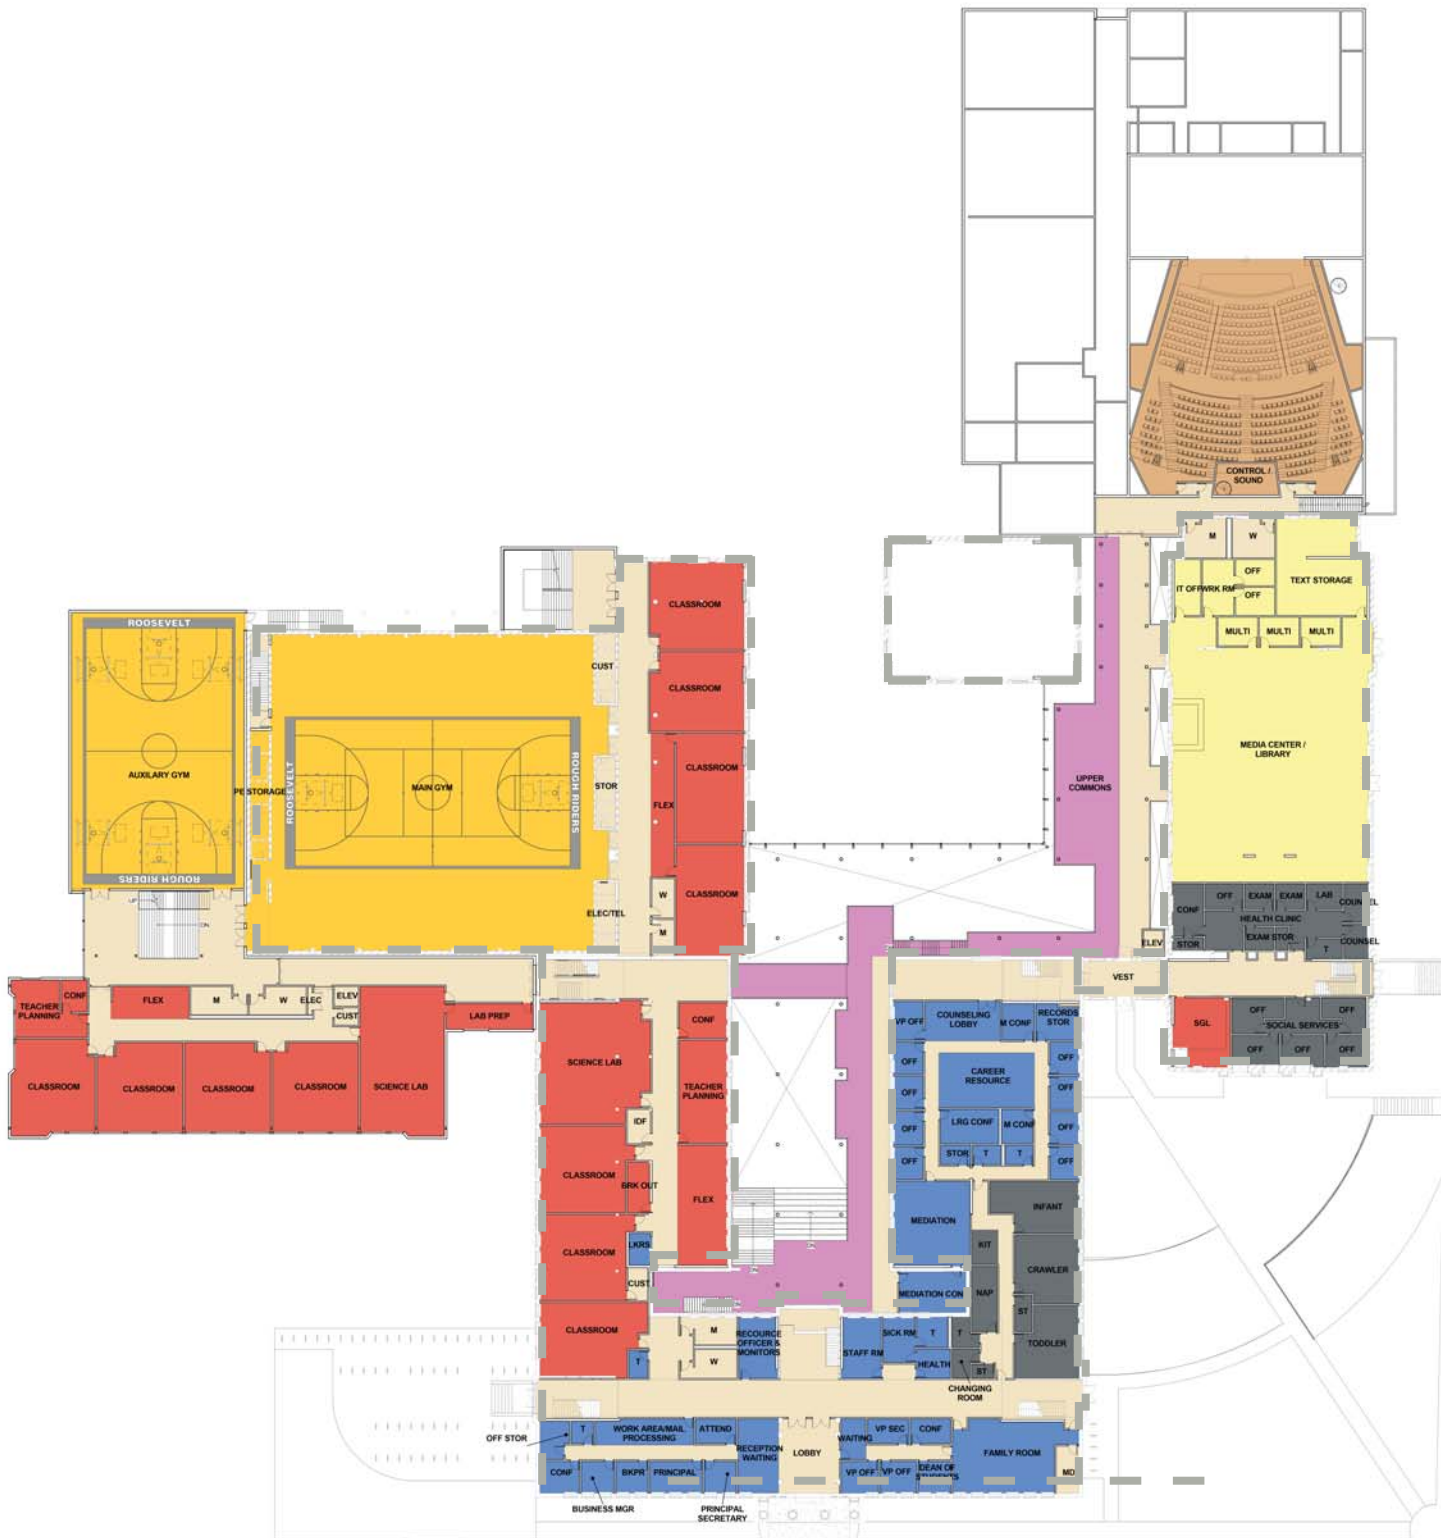 CONTROL /
SOUND
M
W
OFF
IT OFF
WRK RM
OFF
TEXT STORAGE
MULTI
MULTI
MULTI
MEDIA CENTER /
LIBRARY
UPPER
COMMONS
CLASSROOM
CLASSROOM
CLASSROOM
FLEX
CLASSROOM
W
M
CUST
STOR
ELEC/TEL
ROOSEVELT
AUXILARY GYM
ROUGH RIDERS
PE STORAGE
ROOSEVELT
MAIN GYM
ROUGH RIDERS
UP
DN
OFF
EXAM
EXAM
LAB
COUNSEL
CONF
HEALTH CLINIC
EXAM STOR
STOR
T
COUNSEL
ELEV
VEST
TEACHER
PLANNING
CONF
FLEX
M
W
ELEC
ELEV
CUST
LAB PREP
CLASSROOM
CLASSROOM
CLASSROOM
CLASSROOM
SCIENCE LAB
SCIENCE LAB
CONF
TEACHER
PLANNING
IDF
CLASSROOM
BRK OUT
FLEX
CLASSROOM
LKRS
CUST
CLASSROOM
T
M
W
VP OFF
COUNSELING
LOBBY
M CONF
RECORDS
STOR
OFF
OFF
CAREER
RESOURCE
OFF
OFF
OFF
LRG CONF
M CONF
OFF
OFF
STOR
T
T
OFF
SGL
OFF
OFF
SOCIAL SERVICES
OFF
OFF
OFF
MEDIATION
INFANT
KIT
CRAWLER
MEDIATION CON
NAP
ST
TODDLER
RECOURCE
OFFICER &
MONITORS
STAFF RM
SICK RM
T
HEALTH
T
ST
CHANGING
ROOM
OFF STOR
T
WORK AREA/MAIL
PROCESSING
ATTEND
RECEPTION
WAITING
LOBBY
WAITING
VP SEC
CONF
FAMILY ROOM
CONF
BKPR
PRINCIPAL
VP OFF
VP OFF
DEAN OF
STUDENTS
MD
BUSINESS MGR
PRINCIPAL
SECRETARY